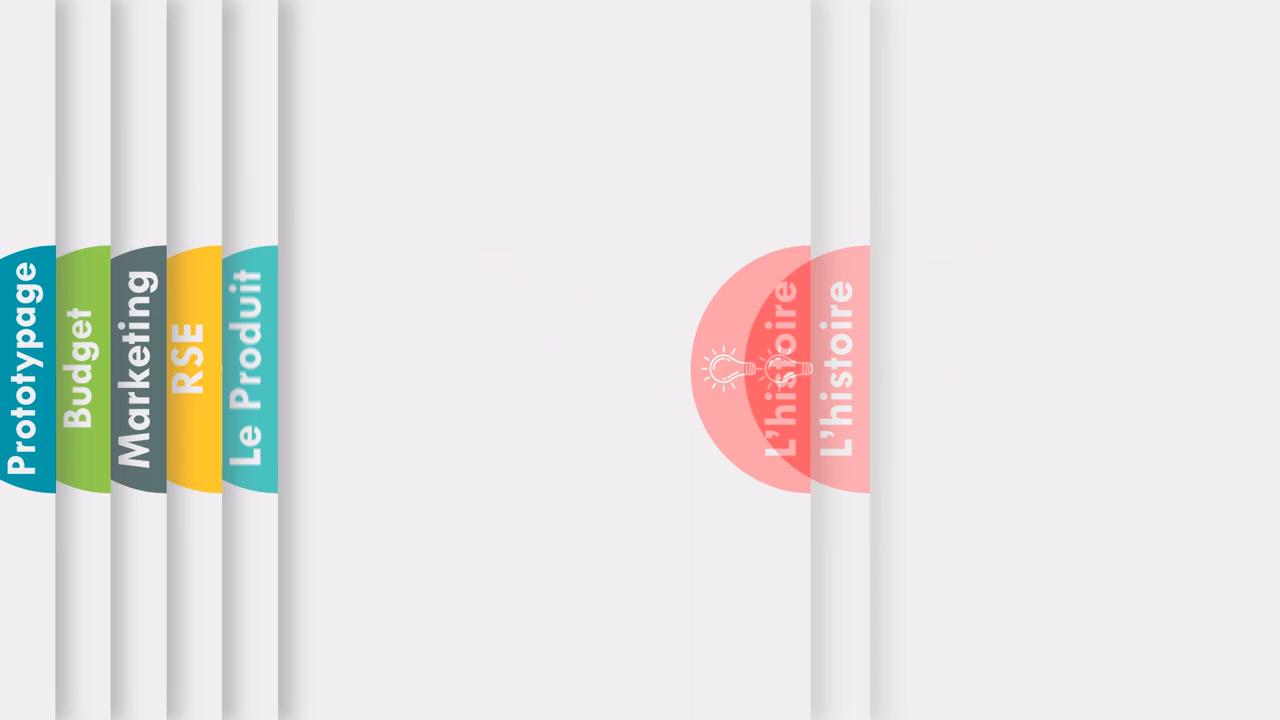 Prototypage
Budget
Marketing
RSE
Le Produit
L'histoire
L'histoire